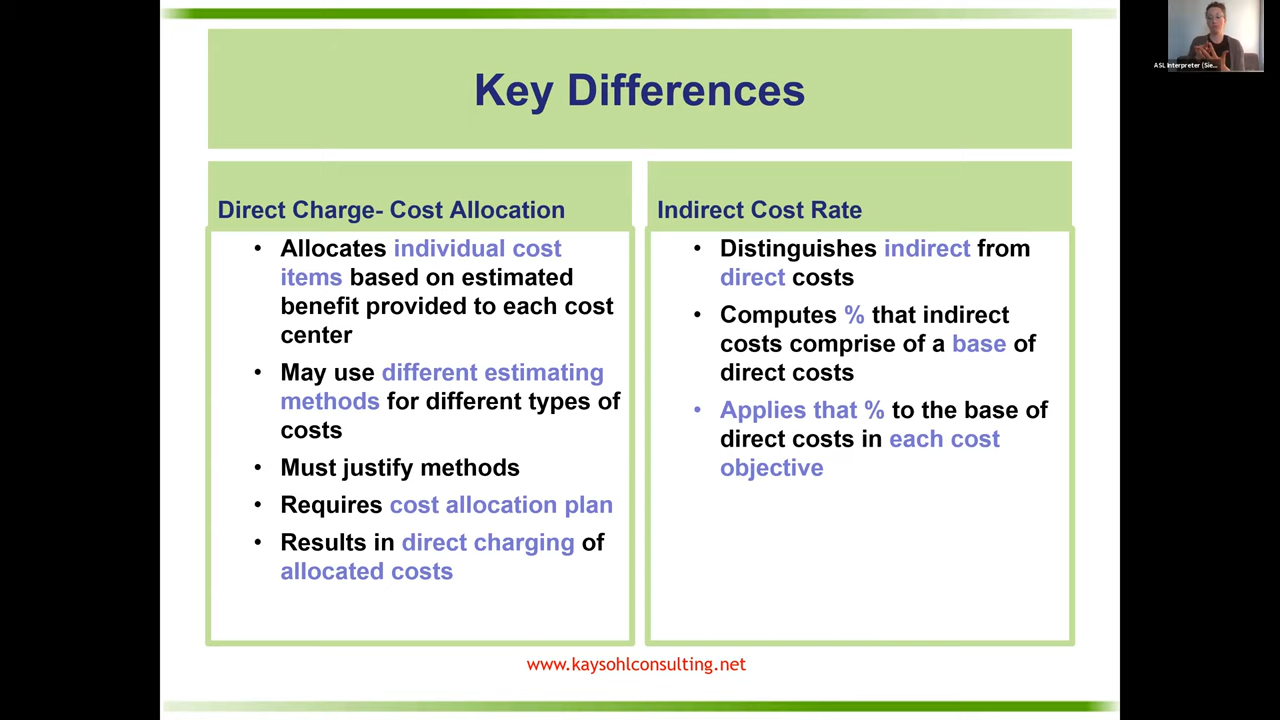 Key Differences
Direct Charge- Cost Allocation
• Allocates individual cost
items based on estimated
benefit provided to each cost
center
• May use different estimating
methods for different types of
costs
• Must justify methods
• Requires cost allocation plan
• Results in direct charging of
allocated costs
Indirect Cost Rate
• Distinguishes indirect from
direct costs
• Computes % that indirect
costs comprise of a base of
direct costs
• Applies that % to the base of
direct costs in each cost
objective
www.kaysohlconsulting.net
ASL Interpreter (Sie...